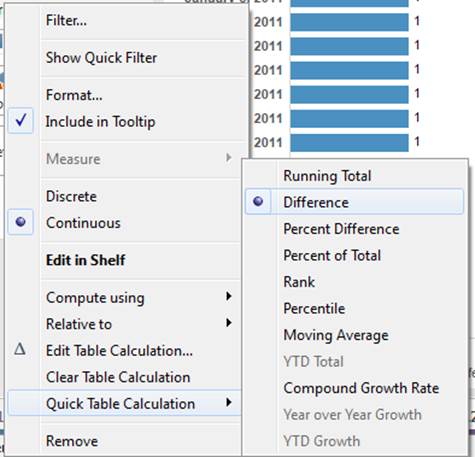 Filter...
Show Quick Filter
Format...
Include in Tooltip
Measure
Discrete
Continuous
Edit in Shelf
Compute using
Relative to
Δ Edit Table Calculation...
Clear Table Calculation
Quick Table Calculation
Remove
2011 1
2011 1
2011 1
2011 1
2011 1
2011 1
Running Total
Difference
Percent Difference
Percent of Total
Rank
Percentile
Moving Average
YTD Total
Compound Growth Rate
Year over Year Growth
YTD Growth